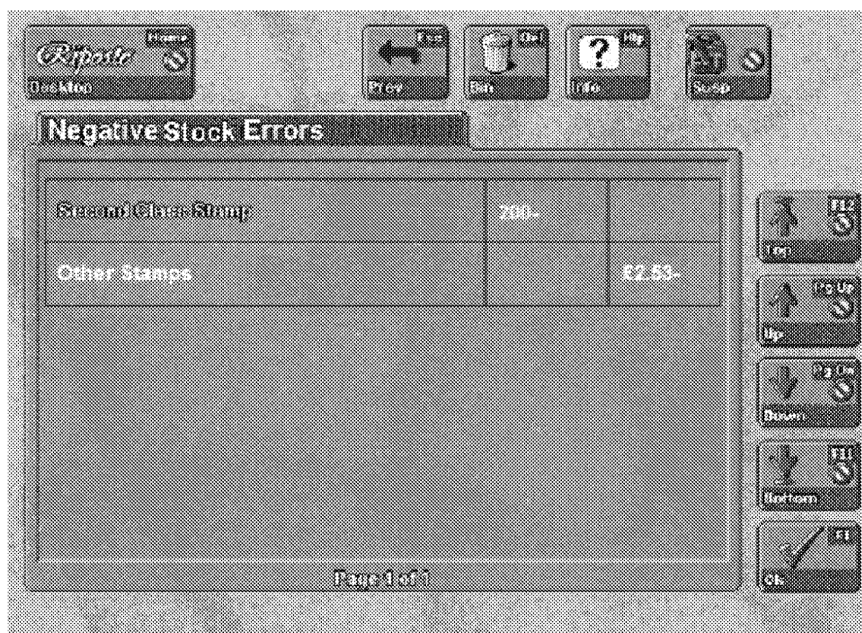 Riposte Home
Desktop
Esc
Prev
Del
Bin
?
Hlp
Info
Susp
Negative Stock Errors
Second Class Stamp 200-
Other Stamps £2.53-
F12
Top
Pg Up
Up
Pg Dn
Down
F11
Bottom
F1
Ok
Page 1 of 1